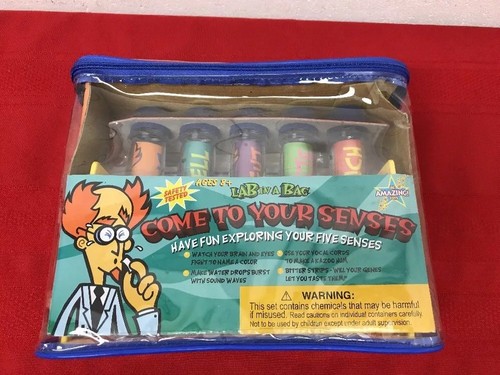 SAFETY
TESTED
AGES 8+
LAB IN A BAG
AMAZING!
COME TO YOUR SENSES
HAVE FUN EXPLORING YOUR FIVE SENSES
WATCH YOUR BRAIN AND EYES
FIGHT TO NAME A COLOR
MAKE WATER DROPS BURST
WITH SOUND WAVES
USE YOUR VOCAL CORDS
TO MAKE A KAZOO HUM
BITTER STRIPS - WILL YOUR GENES
LET YOU TASTE THEM?
WARNING:
This set contains chemicals that may be harmful
if misused. Read cautions on individual containers carefully.
Not to be used by children except under adult supervision.